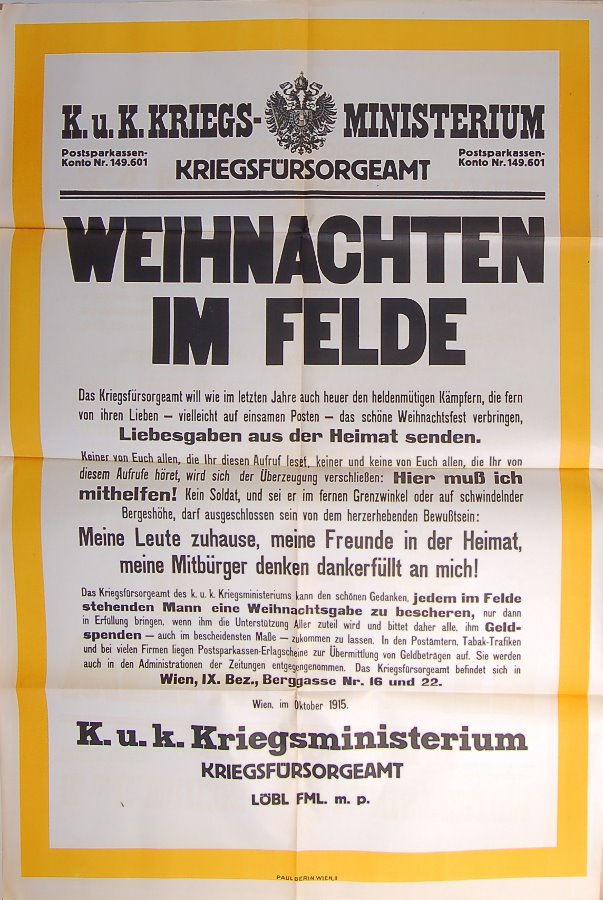 K. u. K. KRIEGS- MINISTERIUM
Postsparkassen- Konto Nr. 149.601
KRIEGSFÜRSORGEAMT
Postsparkassen- Konto Nr. 149.601
WEIHNACHTEN
IM FELDE
Das Kriegsfürsorgeamt will wie im letzten Jahre auch heuer den heldenmütigen Kämpfern, die fern
von ihren Lieben — vielleicht auf einsamen Posten — das schöne Weihnachtsfest verbringen,
Liebesgaben aus der Heimat senden.
Keiner von Euch allen, die Ihr diesen Aufruf leset, keiner und keine von Euch allen, die Ihr von
diesem Aufrufe höret, wird sich der Überzeugung verschließen: Hier muß ich
mithelfen! Kein Soldat, und sei er im fernen Grenzwinkel oder auf schwindelnder
Bergeshöhe, darf ausgeschlossen sein von dem herzerhebenden Bewußtsein:
Meine Leute zuhause, meine Freunde in der Heimat,
meine Mitbürger denken dankerfüllt an mich!
Das Kriegsfürsorgeamt des k. u. k. Kriegsministeriums kann den schönen Gedanken, jedem im Felde
stehenden Mann eine Weihnachtsgabe zu bescheren, nur dann
in Erfüllung bringen, wenn ihm die Unterstützung Aller zuteil wird und bittet daher alle, ihm Geld-
spenden — auch im bescheidensten Maße — zukommen zu lassen. In den Postämtern, Tabak-Trafiken
und bei vielen Firmen liegen Postsparkassen-Erlagscheine zur Übermittlung von Geldbeträgen auf. Sie werden
auch in den Administrationen der Zeitungen entgegengenommen. Das Kriegsfürsorgeamt befindet sich in
Wien, IX. Bez., Berggasse Nr. 16 und 22.
Wien, im Oktober 1915.
K. u. k. Kriegsministerium
KRIEGSFÜRSORGEAMT
LÖBL FML. m. p.
PAUL GERIN WIEN, II